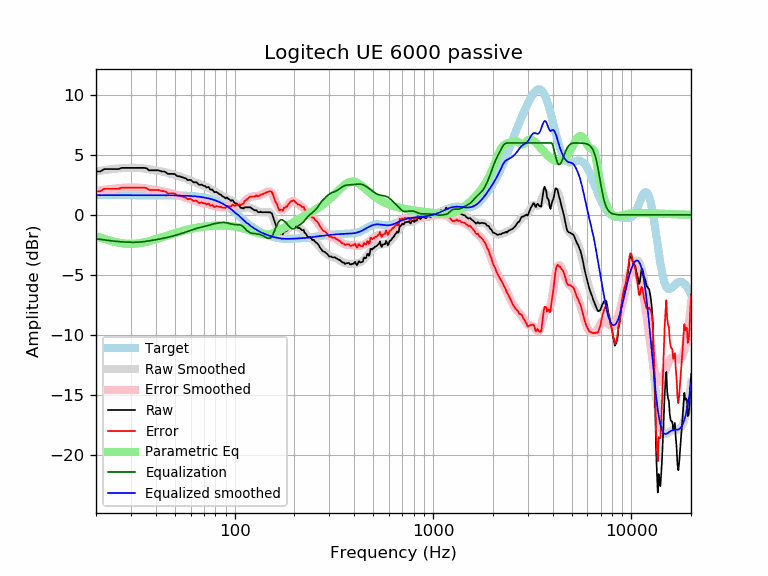 Logitech UE 6000 passive
Amplitude (dBr)
10
5
0
−5
−10
−15
−20
Target
Raw Smoothed
Error Smoothed
Raw
Error
Parametric Eq
Equalization
Equalized smoothed
100
1000
10000
Frequency (Hz)